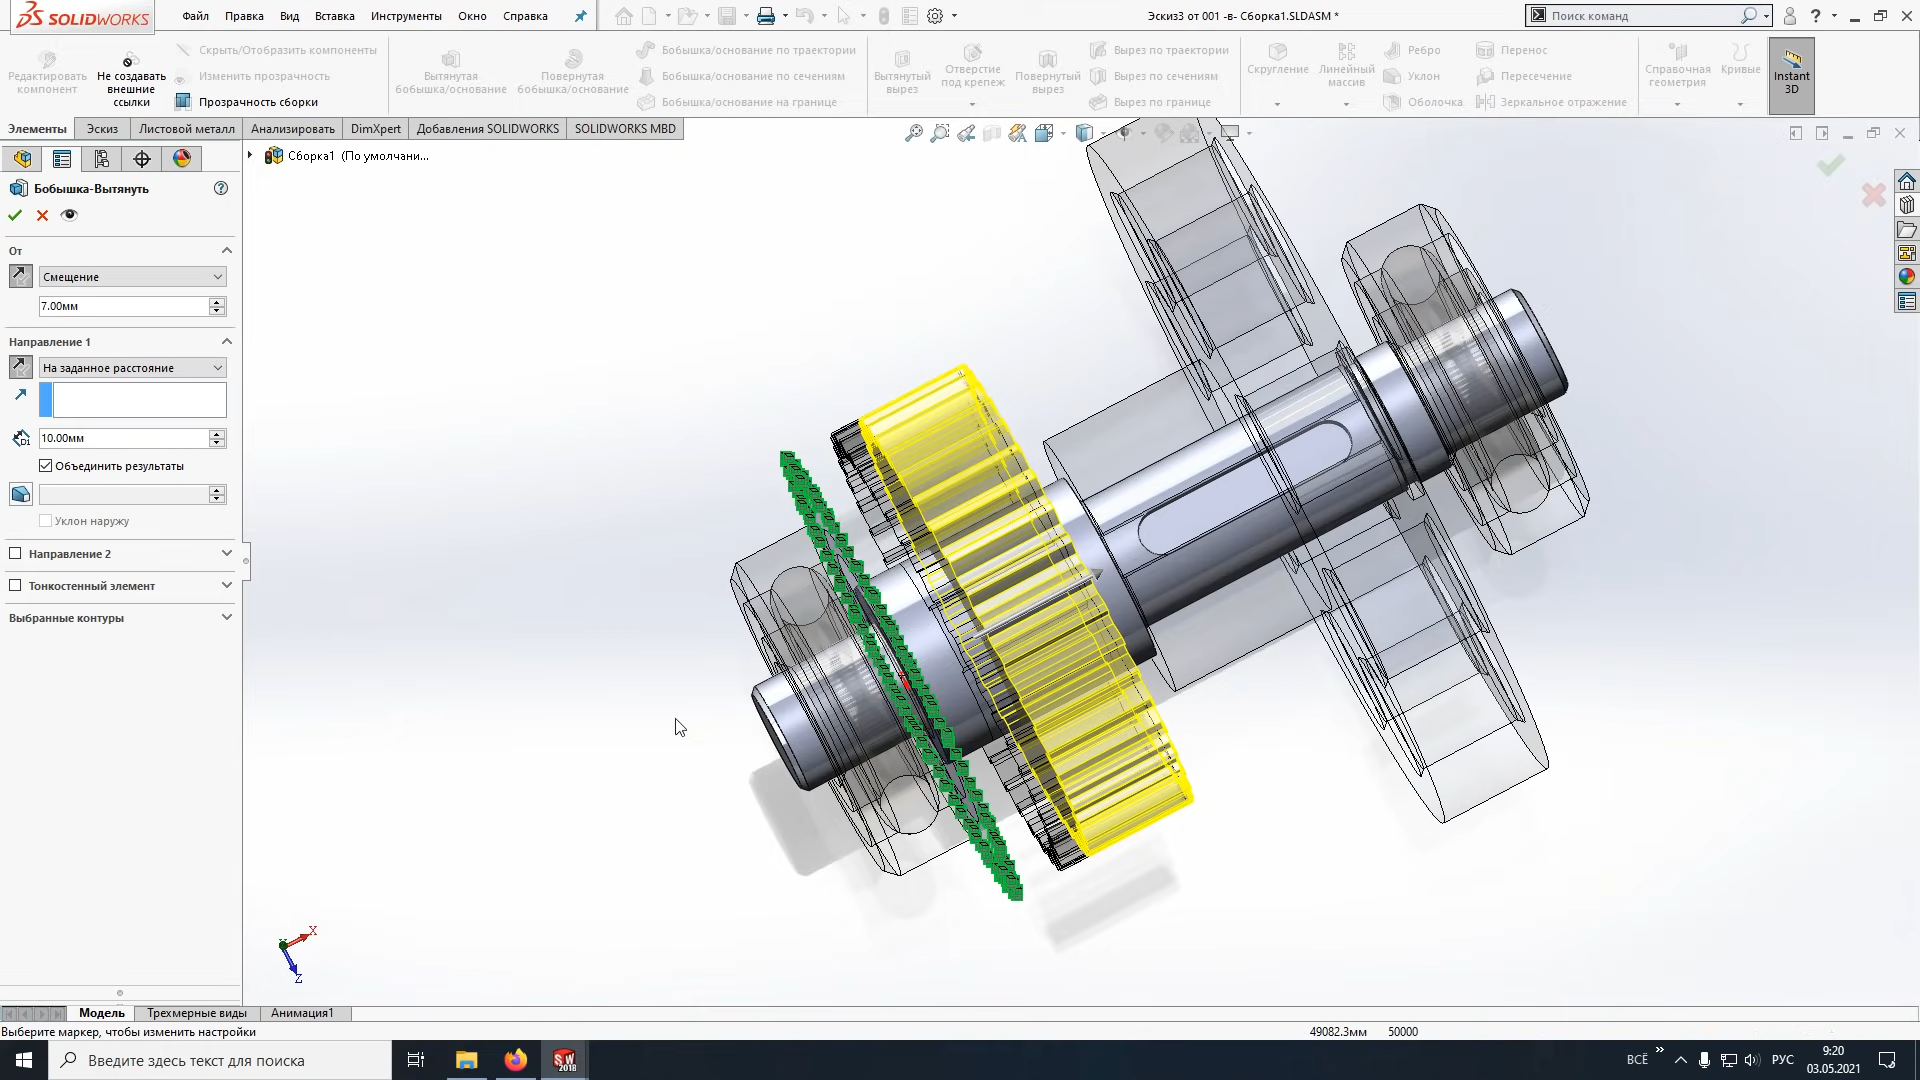 SOLIDWORKS
Файл Правка Вид Вставка Инструменты Окно Справка
Эскиз3 от 001 -в- Сборка1.SLDASM *
Поиск команд
Редактировать компонент
Не создавать внешние ссылки
Скрыть/Отобразить компоненты
Изменить прозрачность
Прозрачность сборки
Вытянутая бобышка/основание
Повернутая бобышка/основание
Бобышка/основание по траектории
Бобышка/основание по сечениям
Бобышка/основание на границе
Вытянутый вырез
Отверстие под крепеж
Повернутый вырез
Вырез по траектории
Вырез по сечениям
Вырез по границе
Скругление
Линейный массив
Ребро
Уклон
Оболочка
Перенос
Пересечение
Зеркальное отражение
Справочная геометрия
Кривые
Instant 3D
Элементы Эскиз Листовой металл Анализировать DimXpert Добавления SOLIDWORKS SOLIDWORKS MBD
Сборка1 (По умолчани...
Бобышка-Вытянуть
От
Смещение
7.00мм
Направление 1
На заданное расстояние
D1
10.00мм
Объединить результаты
Уклон наружу
Направление 2
Тонкостенный элемент
Выбранные контуры
X
Z
Модель Трехмерные виды Анимация1
Выберите маркер, чтобы изменить настройки
49082.3мм 50000
Введите здесь текст для поиска
SW 2018
ВСЁ
РУС
9:20
03.05.2021